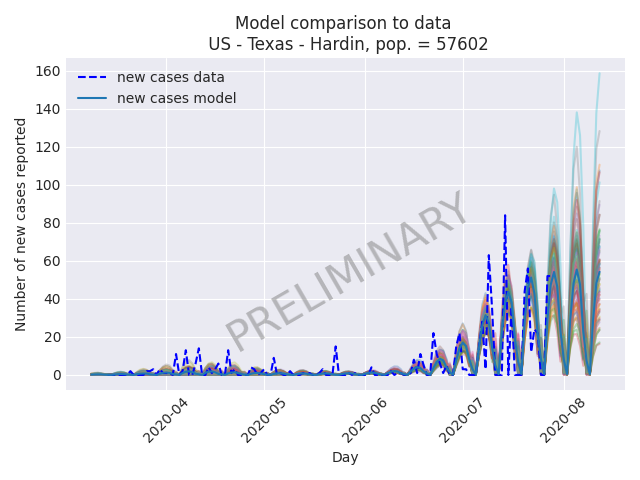 Model comparison to data
US - Texas - Hardin, pop. = 57602
new cases data
new cases model
Number of new cases reported
160
140
120
100
80
60
40
20
0
PRELIMINARY
2020-04
2020-05
2020-06
2020-07
2020-08
Day